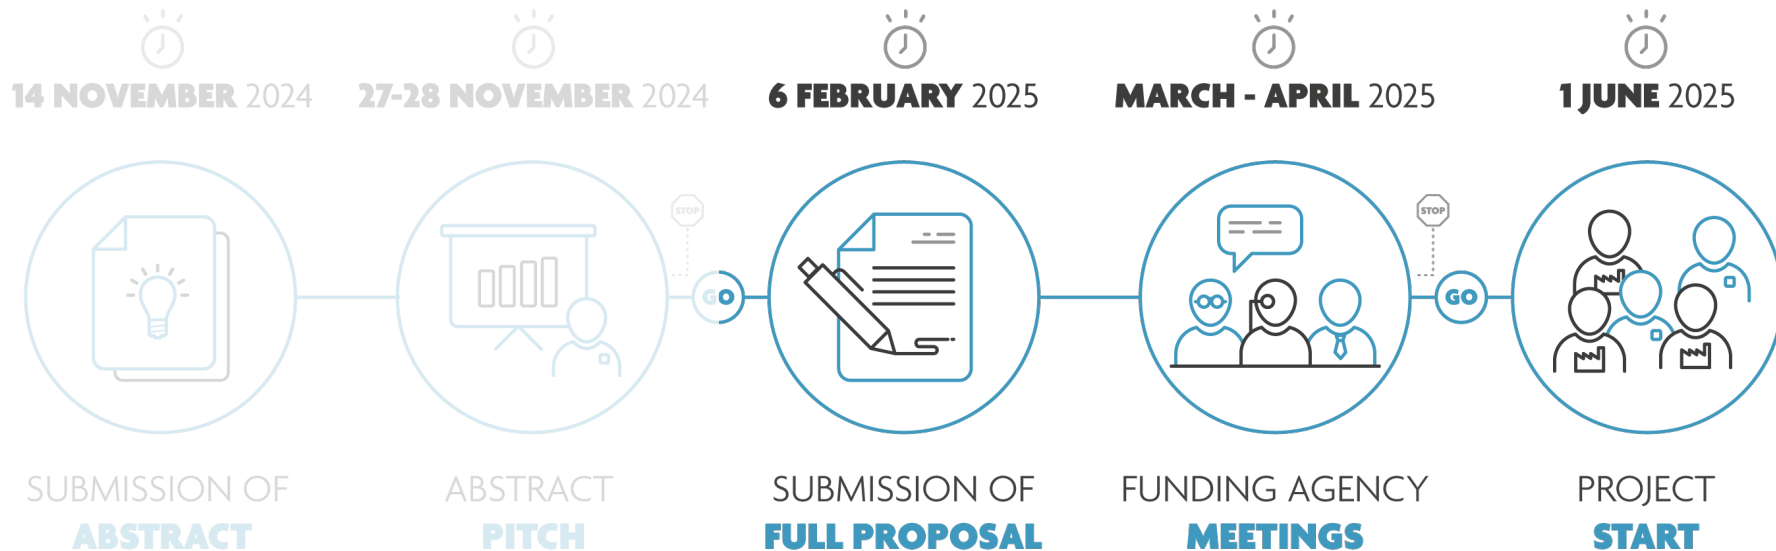 14 NOVEMBER 2024
27-28 NOVEMBER 2024
6 FEBRUARY 2025
MARCH - APRIL 2025
1 JUNE 2025
STOP
GO
STOP
GO
SUBMISSION OF
ABSTRACT
ABSTRACT
PITCH
SUBMISSION OF
FULL PROPOSAL
FUNDING AGENCY
MEETINGS
PROJECT
START